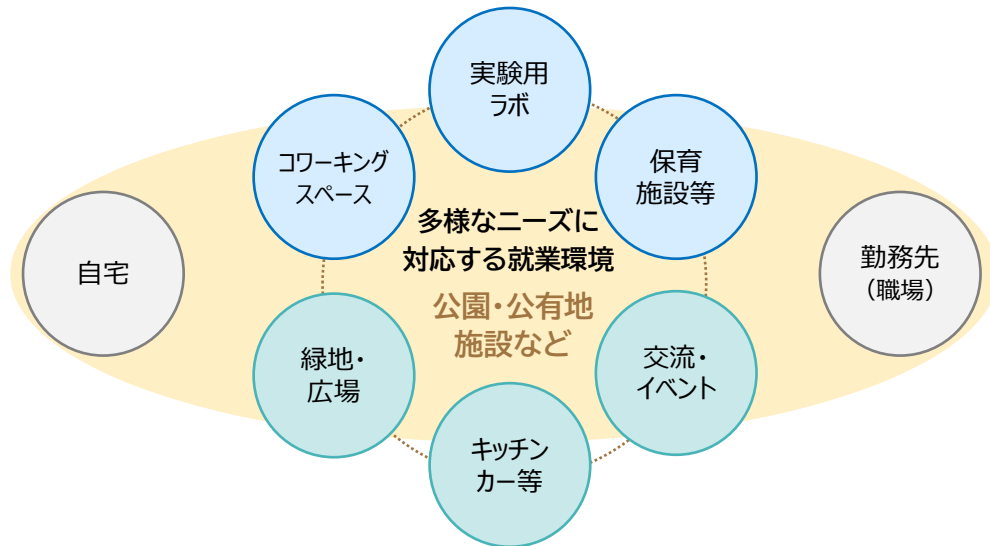 実験用
ラボ
コワーキング
スペース
保育
施設等
多様なニーズに
対応する就業環境
自宅
勤務先
（職場）
公園・公有地
施設など
緑地・
広場
交流・
イベント
キッチン
カー等